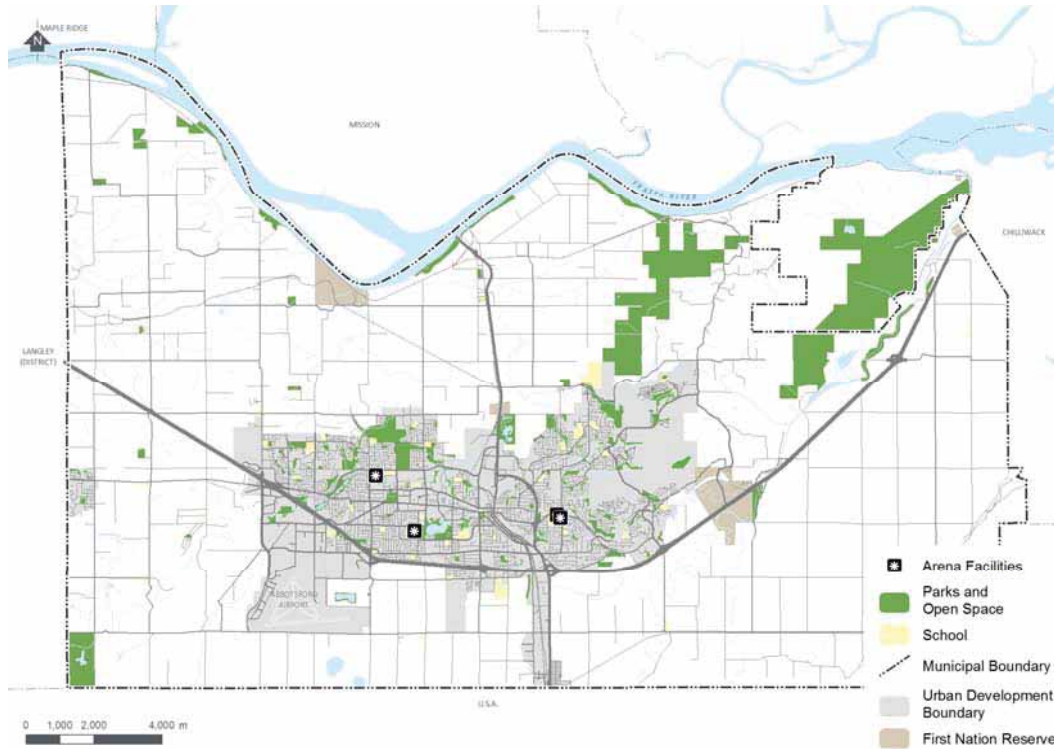 MAPLE RIDGE
N
MISSION
FRASER RIVER
CHILLIWACK
LANGLEY
(DISTRICT)
ABBOTSFORD
AIRPORT
U.S.A.
0 1,000 2,000 4,000 m
Arena Facilities
Parks and
Open Space
School
Municipal Boundary
Urban Development
Boundary
First Nation Reserve